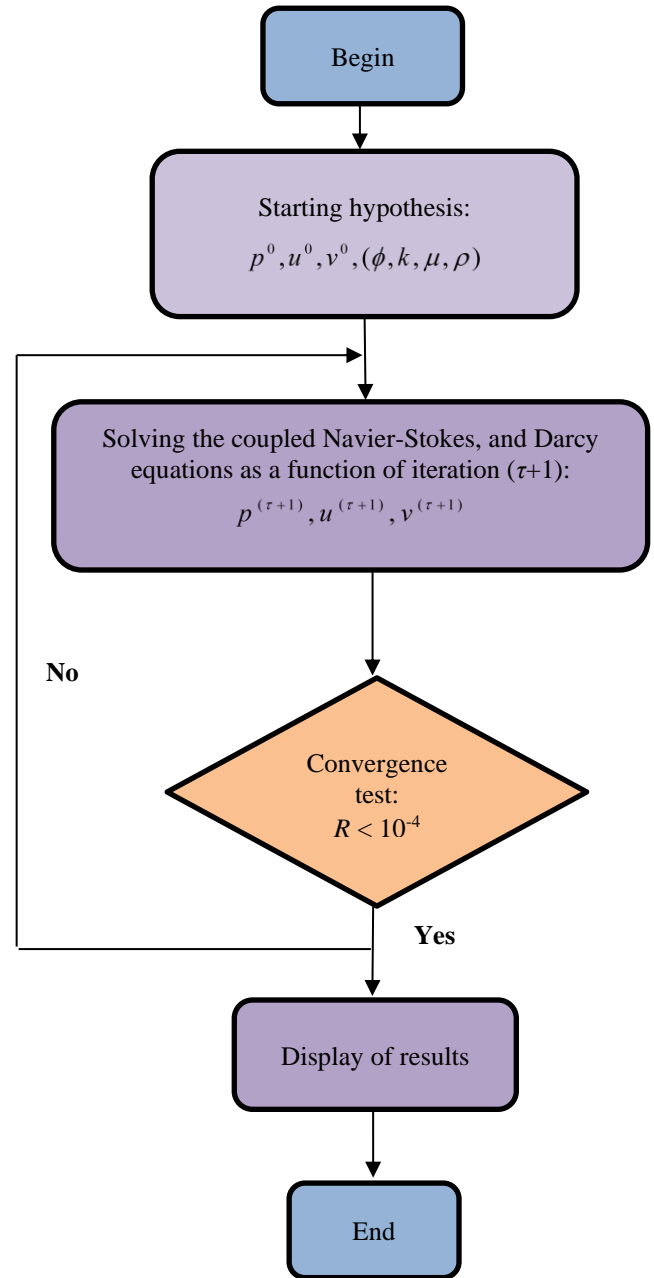 Begin
Starting hypothesis:
p⁰, u⁰, v⁰, (ϕ, k, μ, ρ)
Solving the coupled Navier-Stokes, and Darcy
equations as a function of iteration (τ+1):
p⁽τ⁺¹⁾, u⁽τ⁺¹⁾, v⁽τ⁺¹⁾
No
Convergence
test:
R < 10⁻⁴
Yes
Display of results
End